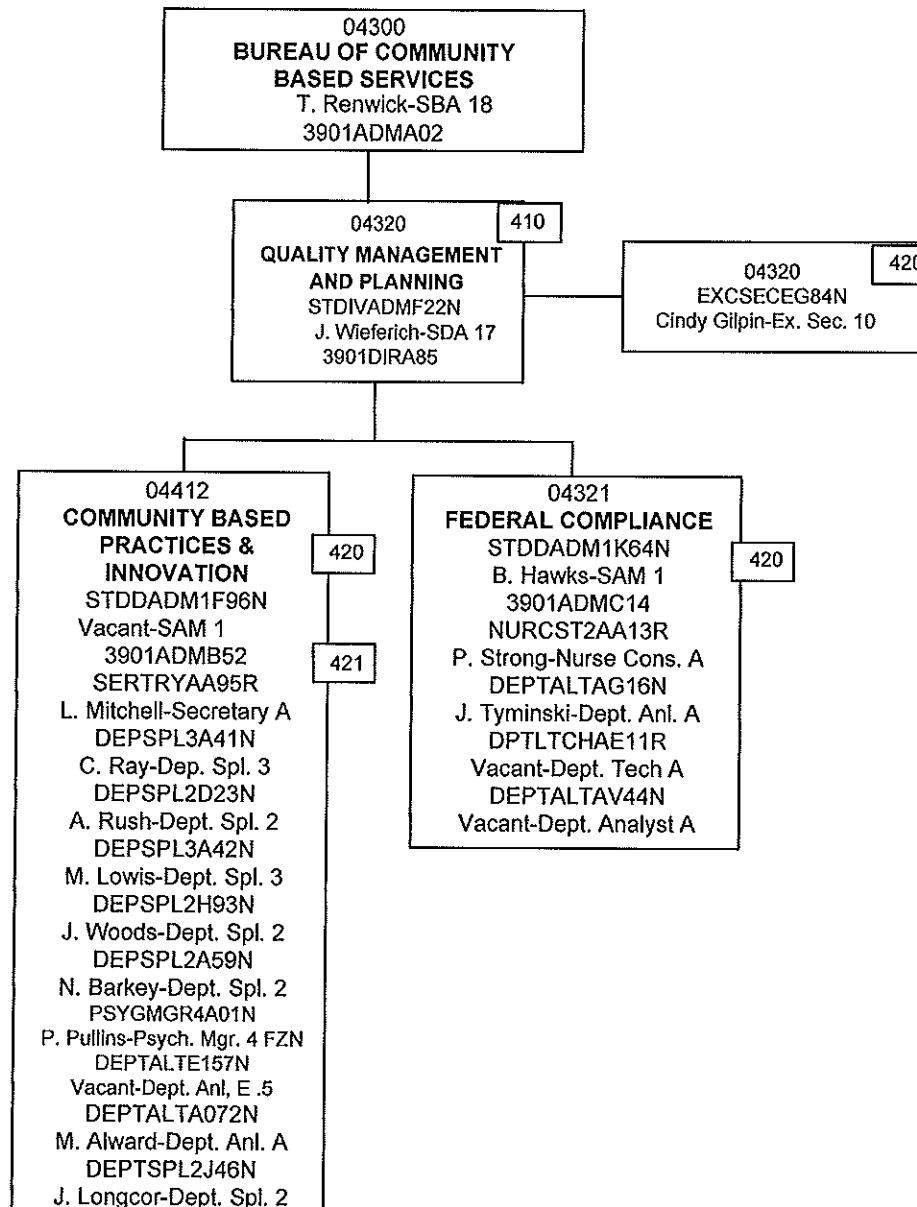 04300
BUREAU OF COMMUNITY
BASED SERVICES
T. Renwick-SBA 18
3901ADMA02
04320
410
QUALITY MANAGEMENT
AND PLANNING
STDIVADMF22N
J. Wieferich-SDA 17
3901DIRA85
04320
420
EXCSECEG84N
Cindy Gilpin-Ex. Sec. 10
04412
COMMUNITY BASED
PRACTICES &
420
INNOVATION
STDDADM1F96N
Vacant-SAM 1
3901ADMB52
421
SERTRYAA95R
L. Mitchell-Secretary A
DEPSPL3A41N
C. Ray-Dep. Spl. 3
DEPSPL2D23N
A. Rush-Dept. Spl. 2
DEPSPL3A42N
M. Lowis-Dept. Spl. 3
DEPSPL2H93N
J. Woods-Dept. Spl. 2
DEPSPL2A59N
N. Barkey-Dept. Spl. 2
PSYGMGR4A01N
P. Pullins-Psych. Mgr. 4 FZN
DEPTALTE157N
Vacant-Dept. Anl, E .5
DEPTALTA072N
M. Alward-Dept. Anl. A
DEPTSPL2J46N
J. Longcor-Dept. Spl. 2
04321
FEDERAL COMPLIANCE
STDDADM1K64N
420
B. Hawks-SAM 1
3901ADMC14
NURCST2AA13R
P. Strong-Nurse Cons. A
DEPTALTAG16N
J. Tyminski-Dept. Anl. A
DPTLTCHAE11R
Vacant-Dept. Tech A
DEPTALTAV44N
Vacant-Dept. Analyst A